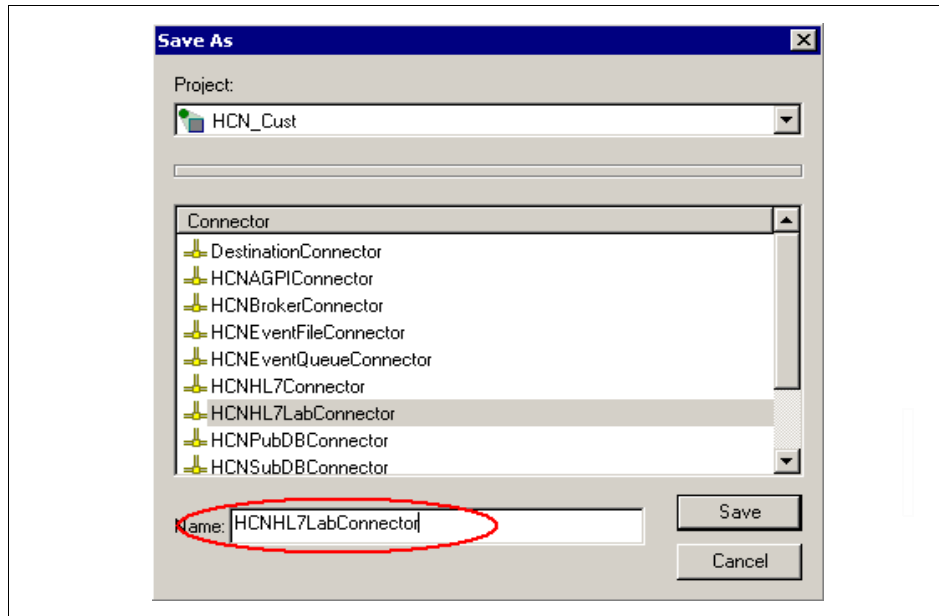 Save As
Project:
HCN_Cust
Connector
DestinationConnector
HCNAGPIConnector
HCNBrokerConnector
HCNEventFileConnector
HCNEventQueueConnector
HCNHL7Connector
HCNHL7LabConnector
HCNPubDBConnector
HCNSubDBConnector
Name: HCNHL7LabConnector
Save
Cancel